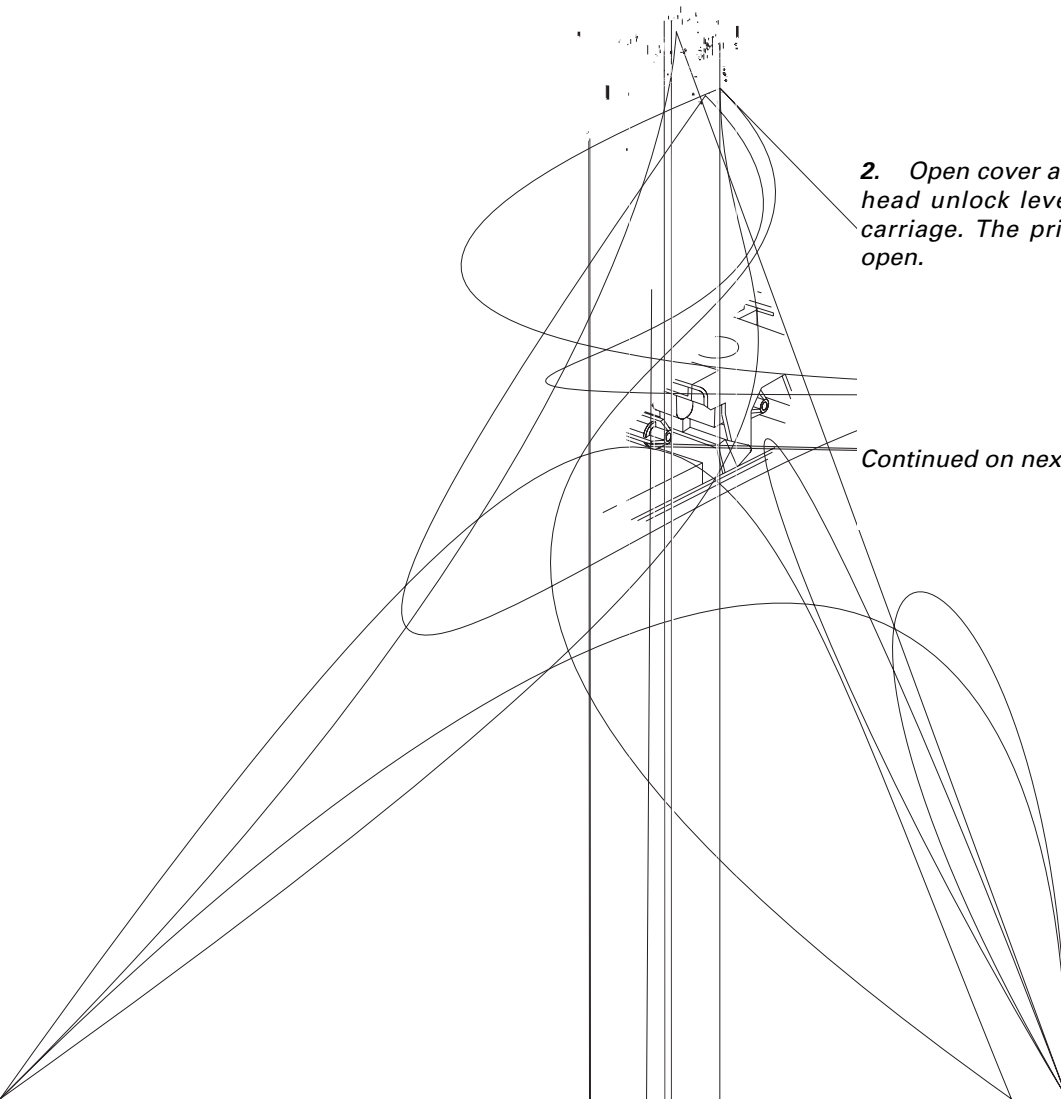 2. Open cover a
head unlock leve
carriage. The pri
open.
Continued on nex